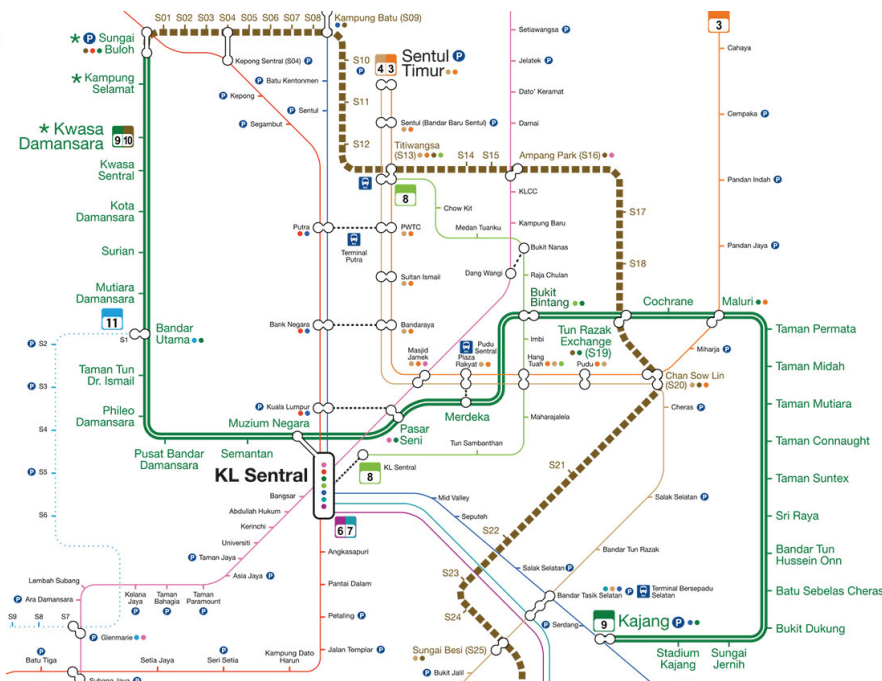 S01 S02 S03 S04 S05 S06 S07 S08
Kampung Batu (S09)
3
* P Sungai
Buloh
Kepong Sentral (S04) P
S10
P
Sentul P
Timur
4 3
Setiawangsa P
Cahaya
* Kampung
Selamat
P Batu Kentonmen
P Kepong
P Sentul
P Segambut
S11
Jelatek P
Dato' Keramat
Cempaka P
* Kwasa
Damansara
9 10
S12
Sentul (Bandar Baru Sentul) P
Damai
Titiwangsa
(S13)
S14 S15
Ampang Park (S16)
Kwasa
Sentral
8
KLCC
Pandan Indah P
Kota
Damansara
Chow Kit
Medan Tuanku
Kampung Baru
S17
Putra
Terminal
Putra
PWTC
Bukit Nanas
Pandan Jaya P
Surian
S18
Sultan Ismail
Dang Wangi
Raja Chulan
Mutiara
Damansara
Bukit
Bintang
Cochrane
Maluri
11
S1
Bandar
Utama
Bank Negara
Bandaraya
Tun Razak
Exchange
(S19)
Taman Permata
P S2
Masjid
Jamek
Pudu
Sentral
Plaza
Rakyat
Imbi
Hang
Tuah
Pudu
Miharja P
Taman Midah
Taman Tun
Dr. Ismail
P S3
Chan Sow Lin
(S20)
Phileo
Damansara
P Kuala Lumpur
Merdeka
Maharajalela
Cheras P
Taman Mutiara
P S4
Muzium Negara
Pasar
Seni
Taman Connaught
Pusat Bandar
Damansara
Semantan
Tun Sambanthan
P S5
KL Sentral
8
KL Sentral
S21
Taman Suntex
Bangsar
Mid Valley
Salak Selatan P
S6
Abdullah Hukum
6 7
Seputeh
Sri Raya
Kerinchi
S22
Universiti
Angkasapuri
Bandar Tun Razak
Bandar Tun
Hussein Onn
P Taman Jaya
Salak Selatan P
Lembah Subang
Asia Jaya P
S23
P Ara Damansara
Kelana
Jaya
P
Taman
Bahagia
P
Taman
Paramount
P
Pantai Dalam
Bandar Tasik
Selatan
P
Terminal Bersepadu
Selatan
Batu Sebelas Cheras
S9 S8 S7
S24
Petaling P
P Serdang
9
Kajang P
Bukit Dukung
P Glenmarie
P
Batu Tiga
Setia Jaya
P
Seri Setia
Kampung Dato
Harun
Jalan Templar P
Sungai Besi (S25)
Stadium
Kajang
Sungai
Jernih
P Bukit Jalil